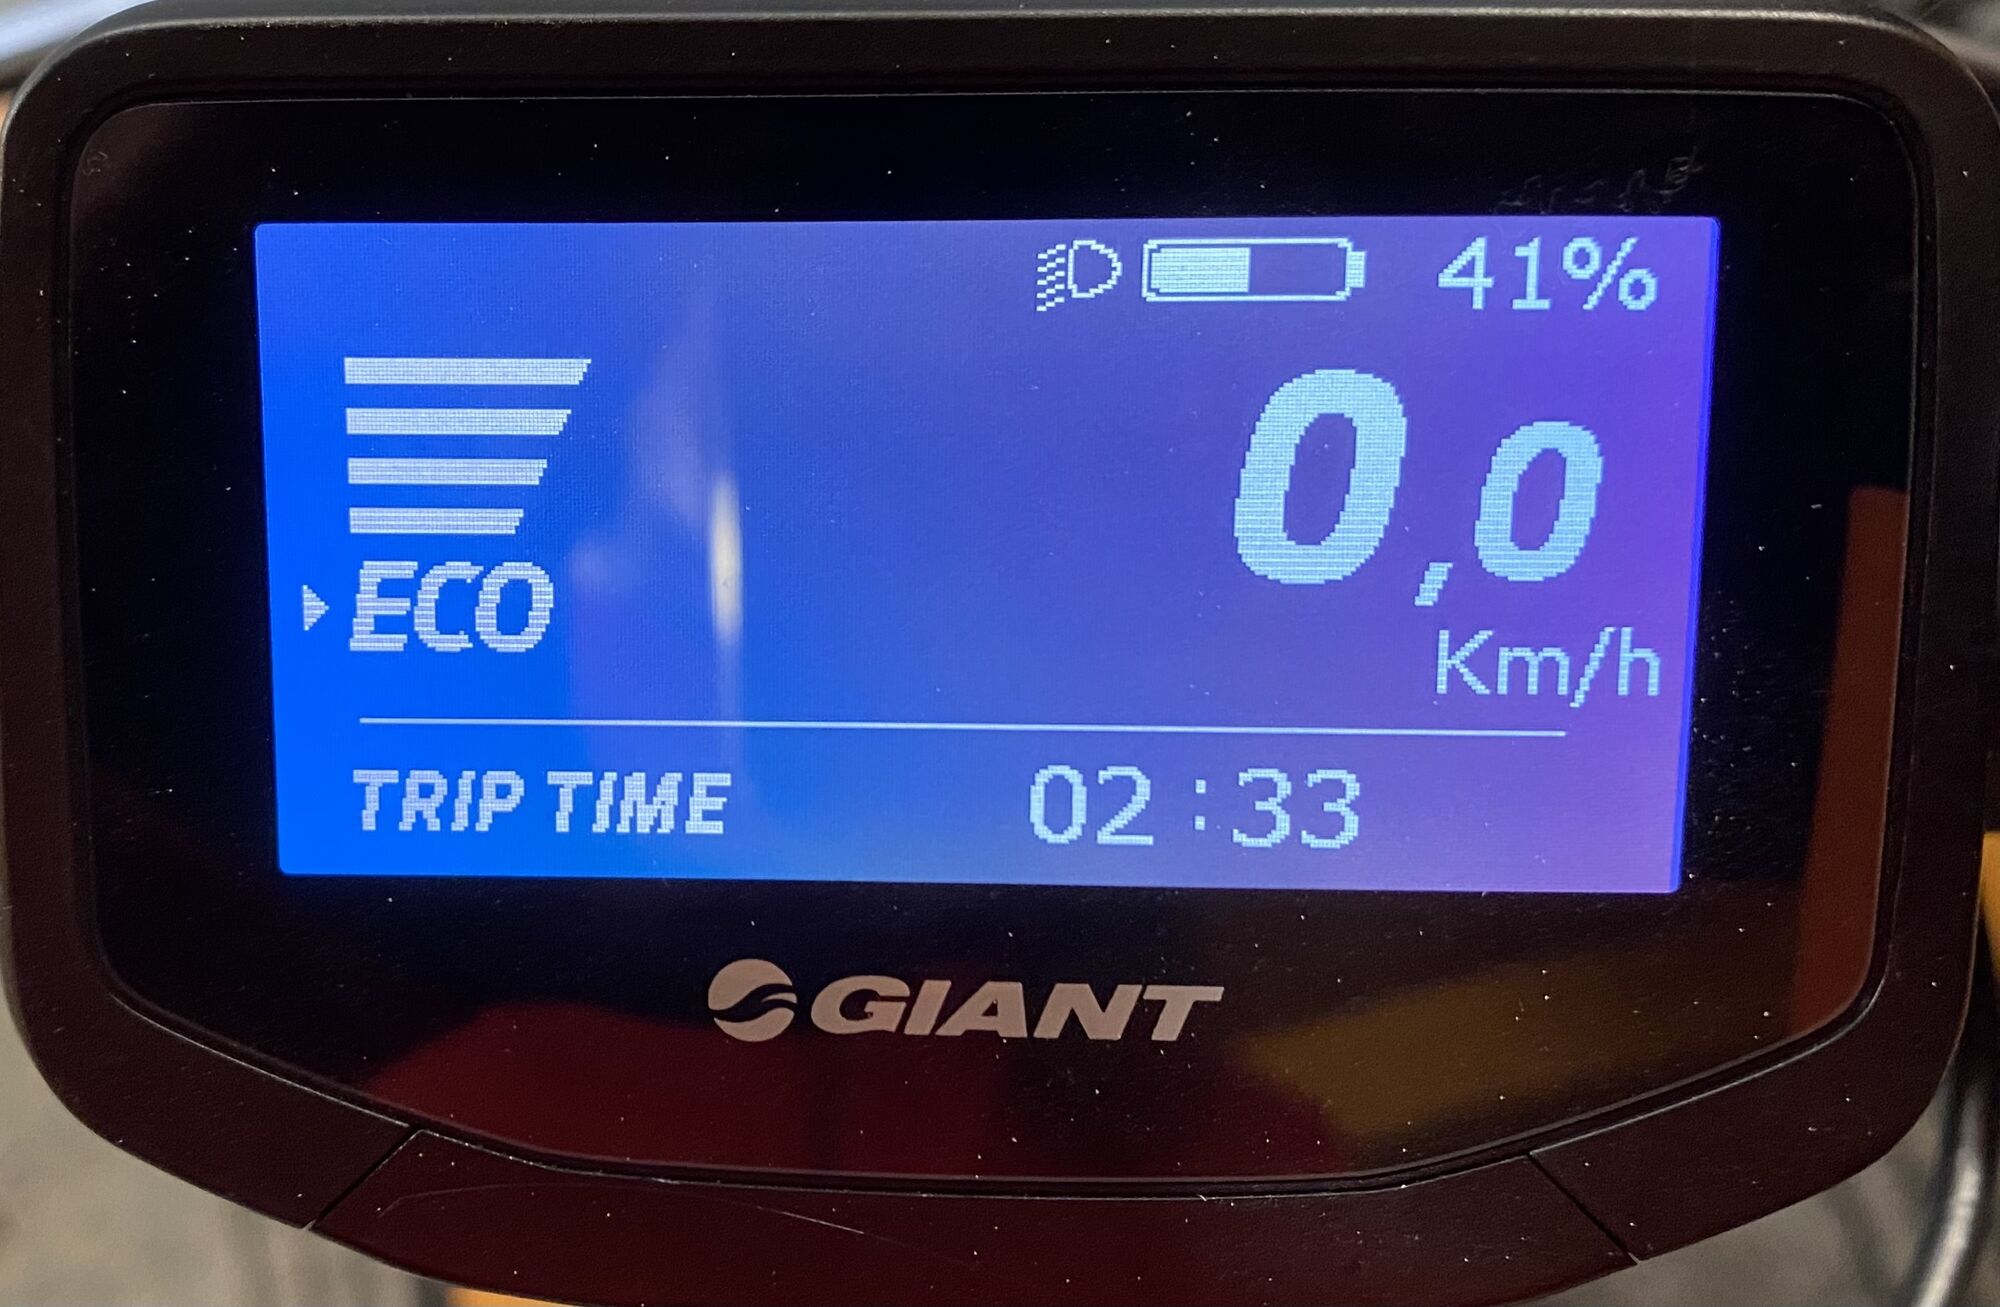 41%
0,0
Km/h
ECO
TRIP TIME 02:33
GIANT